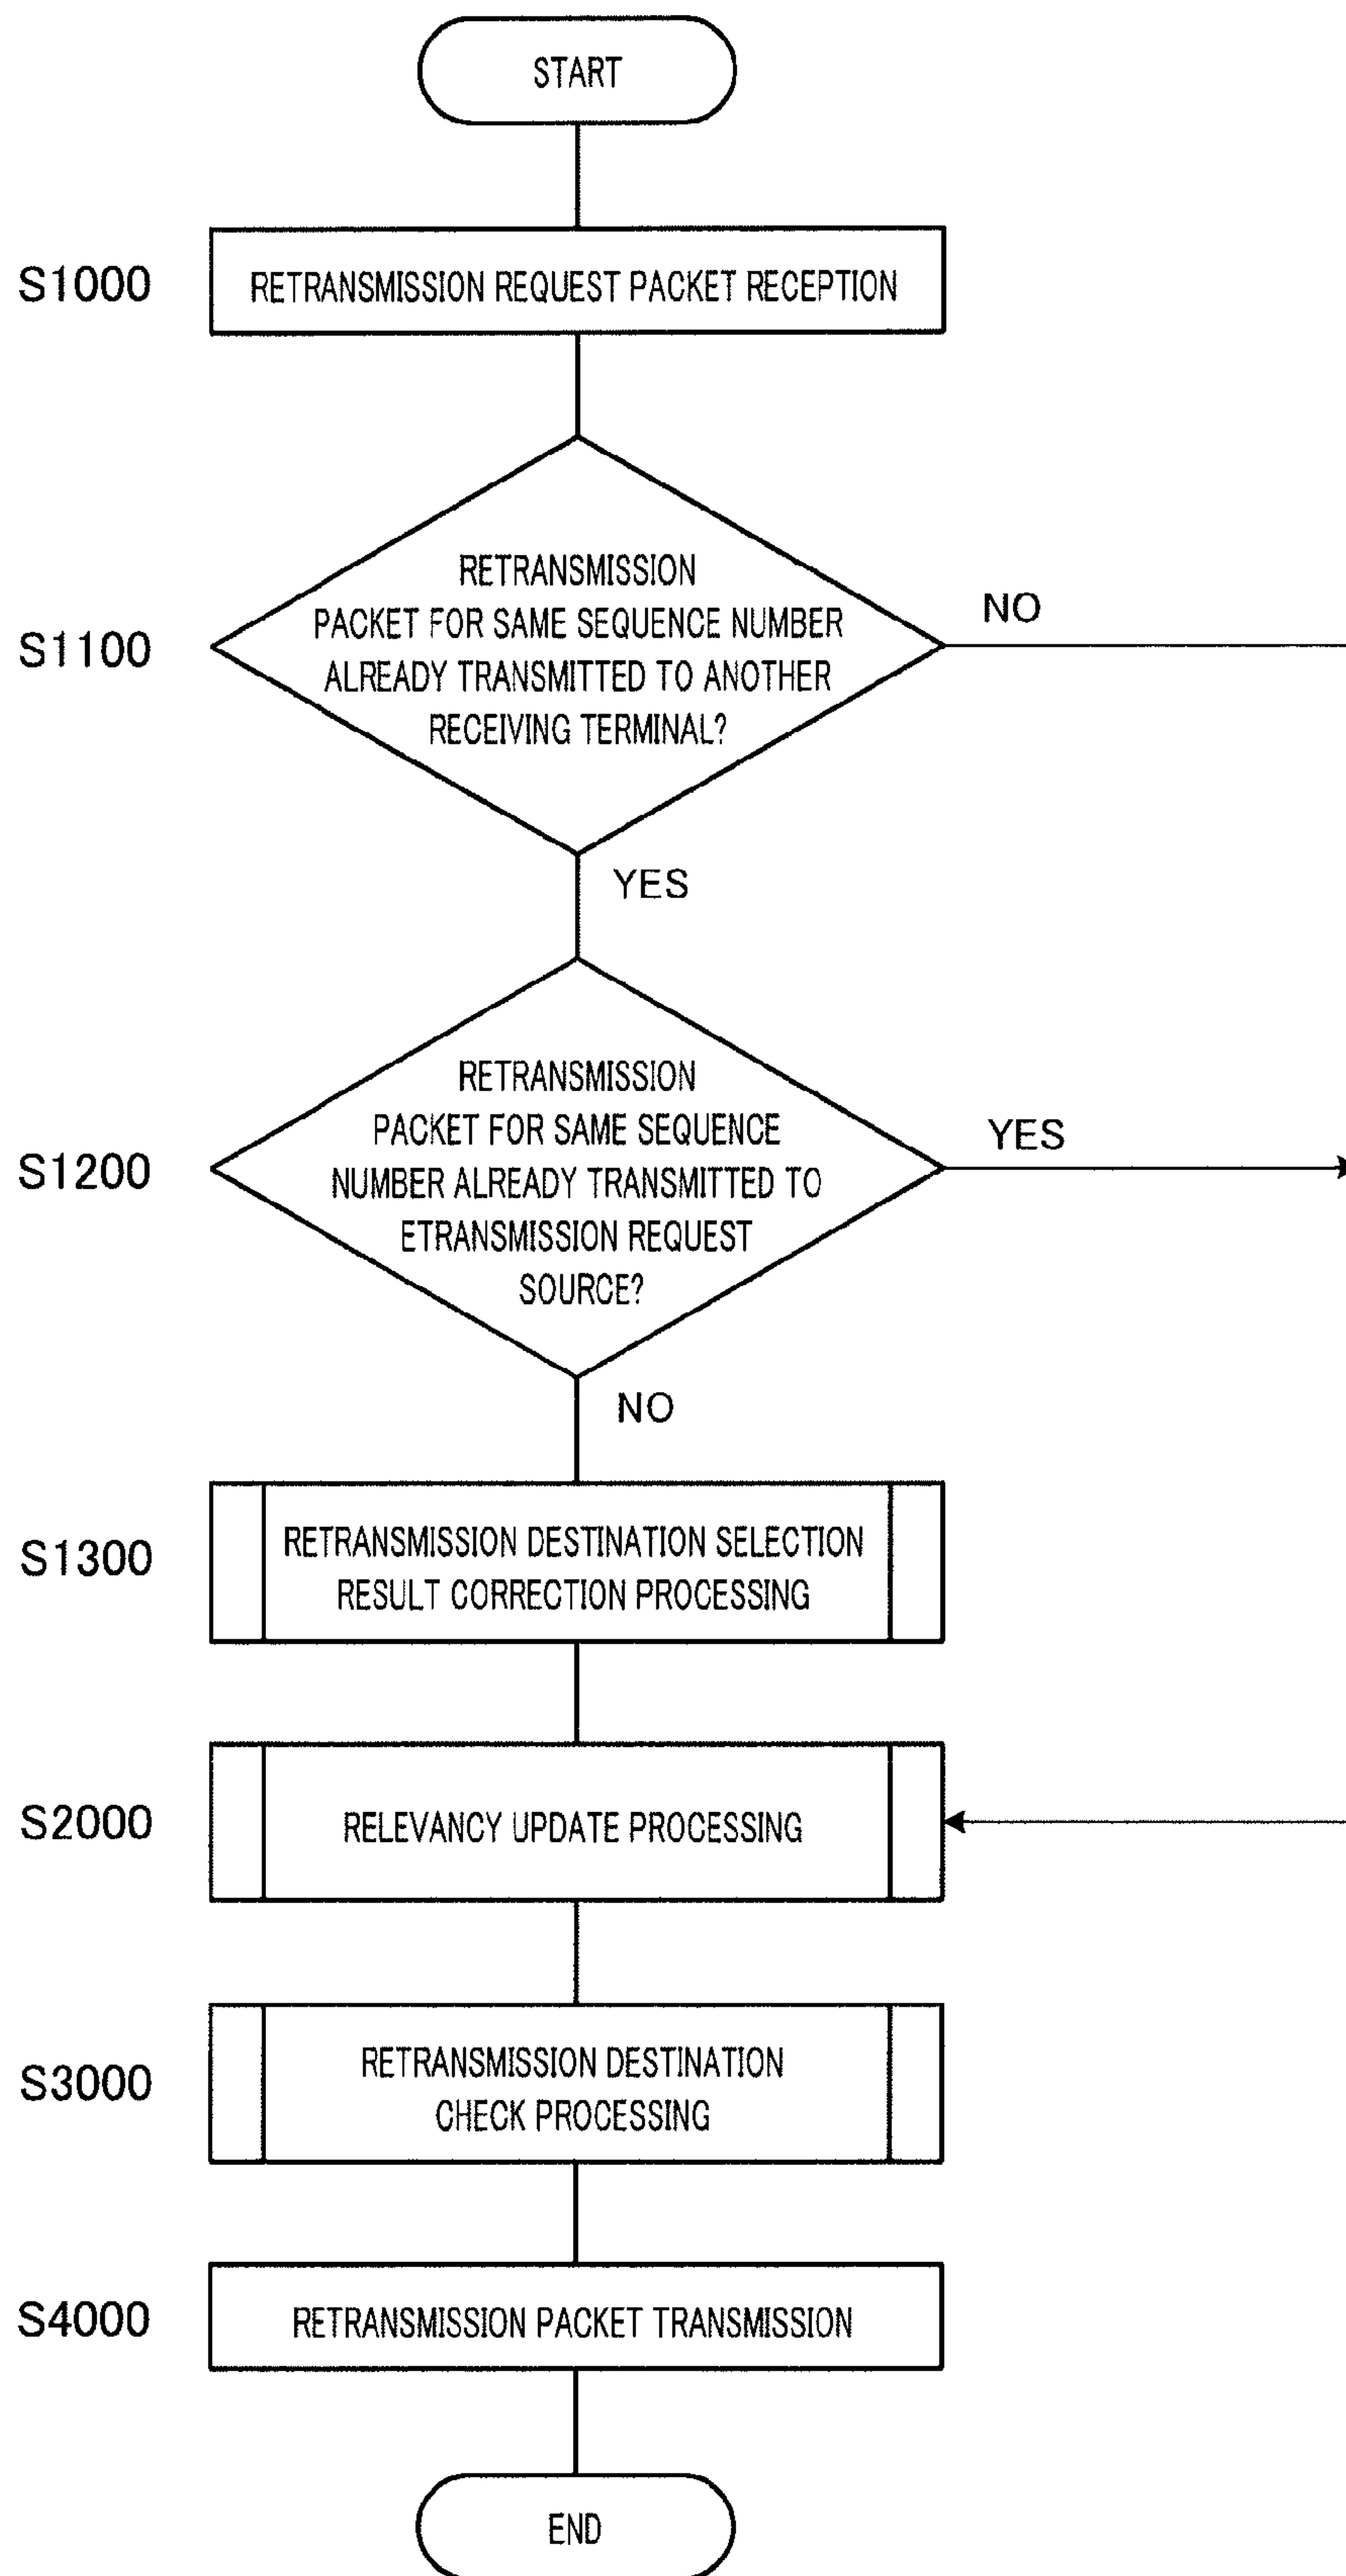 START
S1000
RETRANSMISSION REQUEST PACKET RECEPTION
S1100
RETRANSMISSION
PACKET FOR SAME SEQUENCE NUMBER
ALREADY TRANSMITTED TO ANOTHER
RECEIVING TERMINAL?
NO
YES
S1200
RETRANSMISSION
PACKET FOR SAME SEQUENCE
NUMBER ALREADY TRANSMITTED TO
ETRANSMISSION REQUEST
SOURCE?
YES
NO
S1300
RETRANSMISSION DESTINATION SELECTION
RESULT CORRECTION PROCESSING
S2000
RELEVANCY UPDATE PROCESSING
S3000
RETRANSMISSION DESTINATION
CHECK PROCESSING
S4000
RETRANSMISSION PACKET TRANSMISSION
END